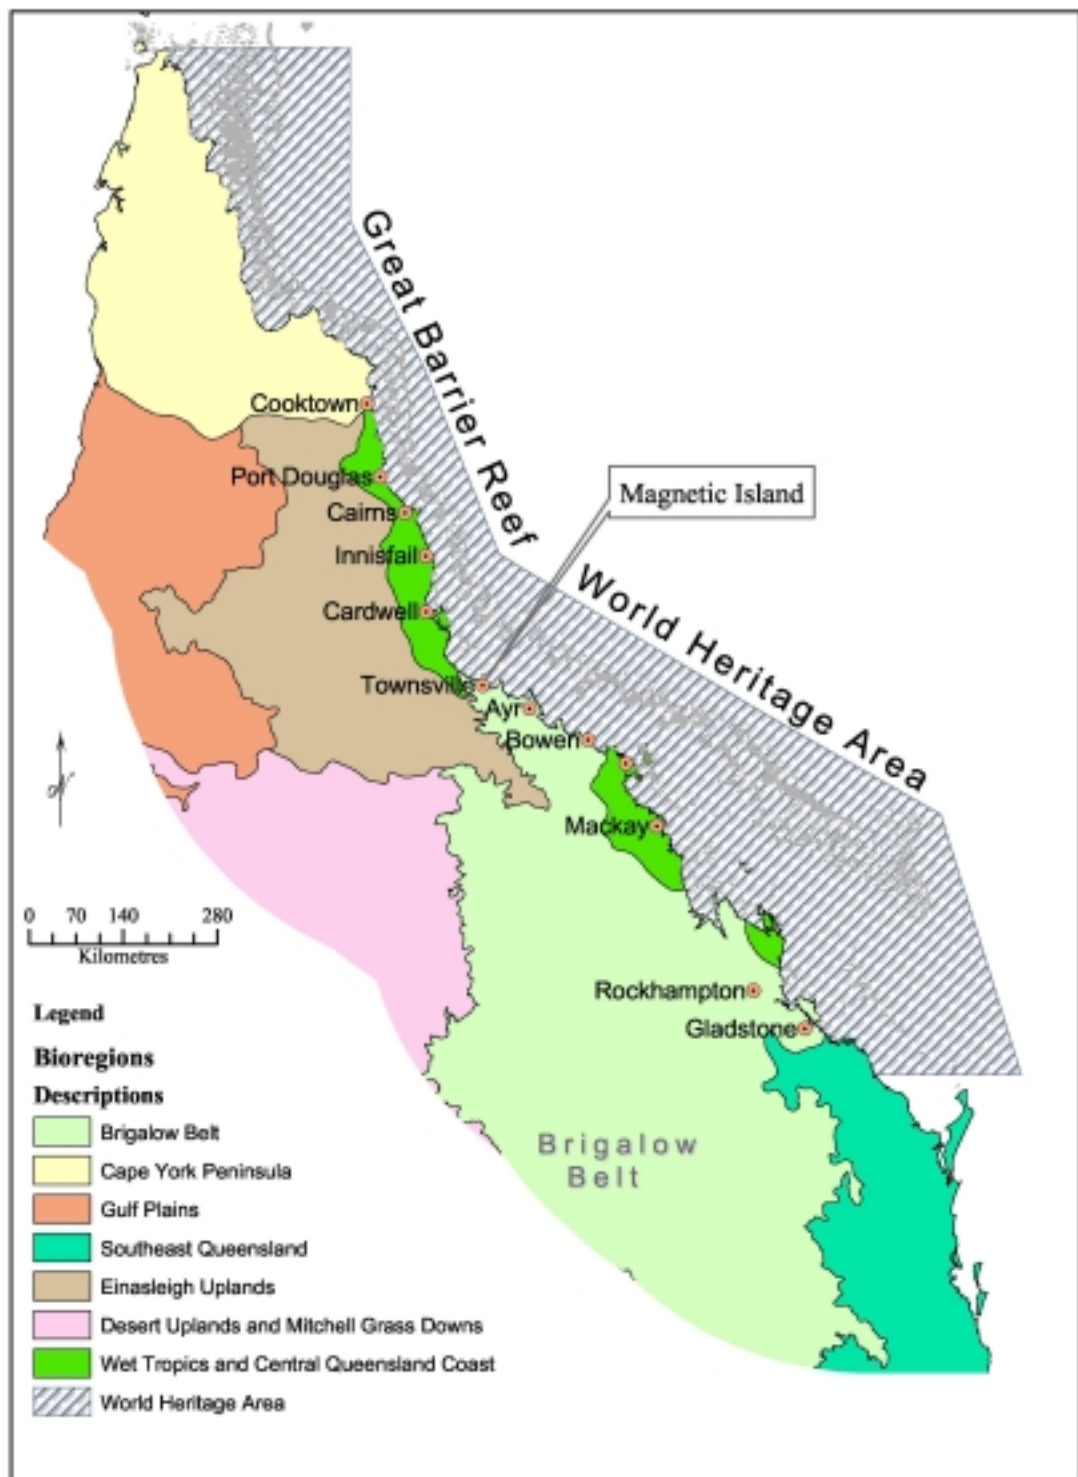 Great Barrier Reef
World Heritage Area
Cooktown
Port Douglas
Magnetic Island
Cairns
Innisfail
Cardwell
Townsville
Ayr
Bowen
Mackay
N
0 70 140 280
Kilometres
Rockhampton
Gladstone
Legend
Bioregions
Descriptions
Brigalow
Belt
Brigalow Belt
Cape York Peninsula
Gulf Plains
Southeast Queensland
Einasleigh Uplands
Desert Uplands and Mitchell Grass Downs
Wet Tropics and Central Queensland Coast
World Heritage Area